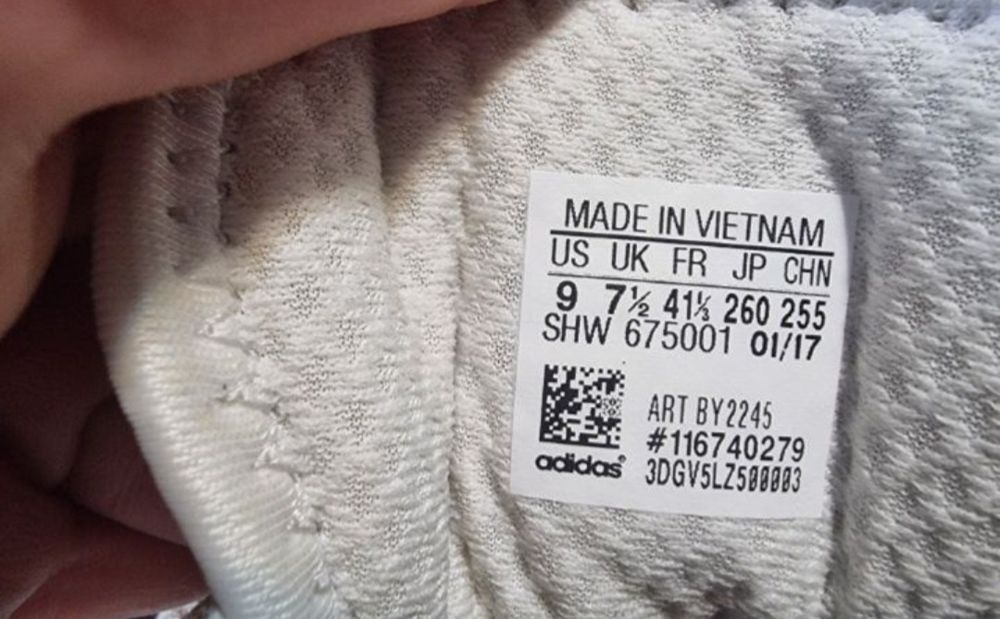 MADE IN VIETNAM
US UK FR JP CHN
9 7½ 41⅓ 260 255
SHW 675001 01/17
ART BY2245
#116740279
adidas®
3DGV5LZ500003